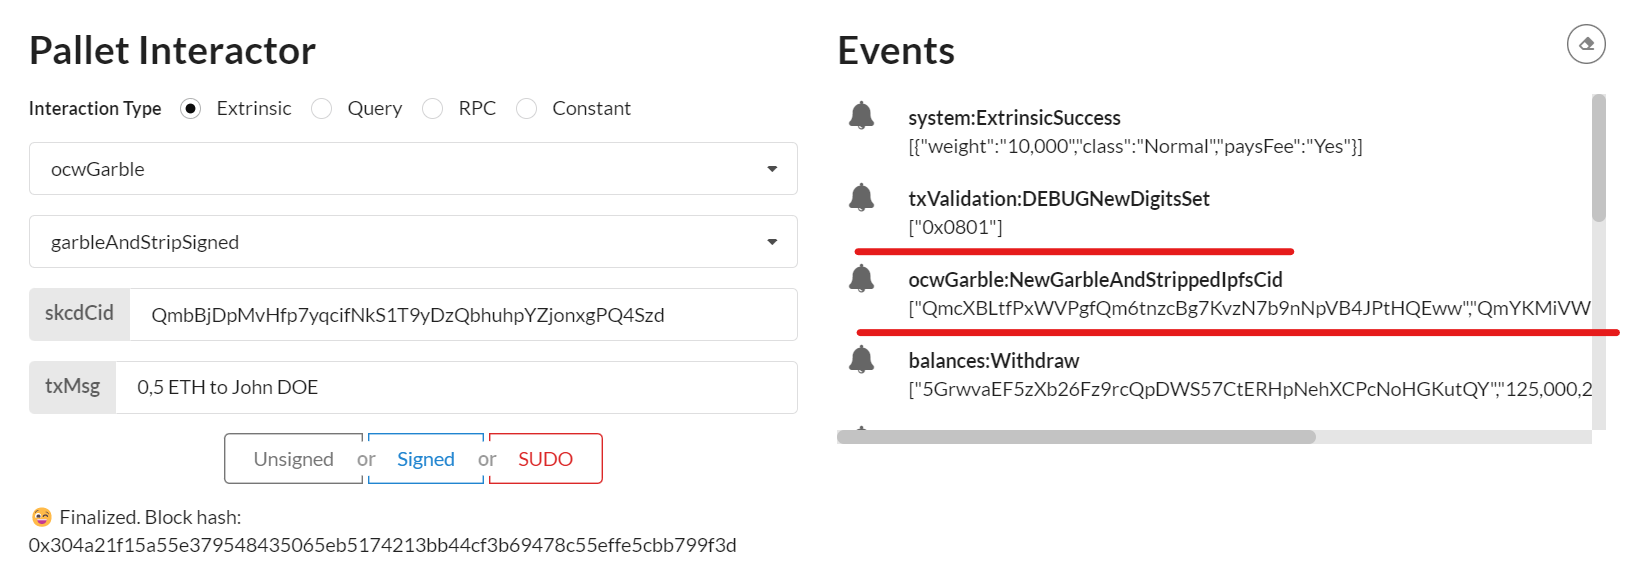 Pallet Interactor
Interaction Type Extrinsic Query RPC Constant
ocwGarble
garbleAndStripSigned
skcdCid QmbBjDpMvHfp7yqcifNkS1T9yDzQbhuhpYZjonxgPQ4Szd
txMsg 0,5 ETH to John DOE
Unsigned or Signed or SUDO
Finalized. Block hash:
0x304a21f15a55e379548435065eb5174213bb44cf3b69478c55effe5cbb799f3d
Events
system:ExtrinsicSuccess
[{"weight":"10,000","class":"Normal","paysFee":"Yes"}]
txValidation:DEBUGNewDigitsSet
["0x0801"]
ocwGarble:NewGarbleAndStrippedIpfsCid
["QmcXBLtfPxWVPgfQm6tnzcBg7KvzN7b9nNpVB4JPtHQEww","QmYKMiVW
balances:Withdraw
["5GrwvaEF5zXb26Fz9rcQpDWS57CtERHpNehXCPcNoHGKutQY","125,000,2